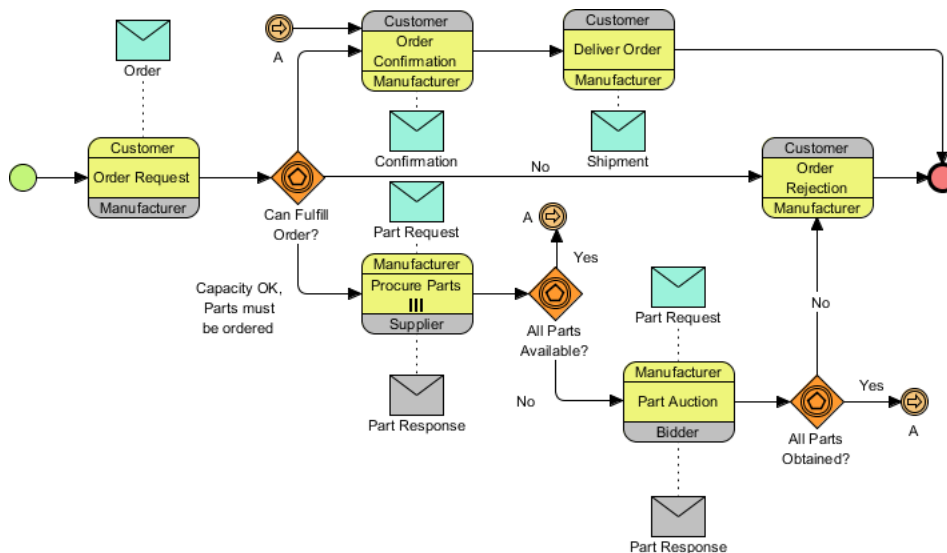 Order
Customer
Order Request
Manufacturer
A
Customer
Order
Confirmation
Manufacturer
Confirmation
Customer
Deliver Order
Manufacturer
Shipment
Can Fulfill
Order?
No
Customer
Order
Rejection
Manufacturer
Capacity OK,
Parts must
be ordered
Part Request
Manufacturer
Procure Parts
Supplier
Part Response
A
Yes
All Parts
Available?
No
Part Request
Manufacturer
Part Auction
Bidder
Part Response
No
Yes
All Parts
Obtained?
A